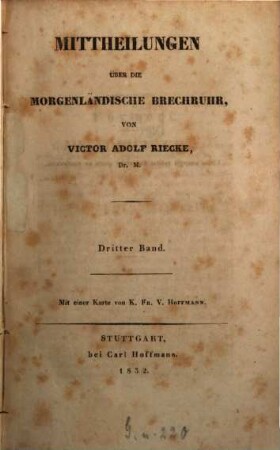 MITTHEILUNGEN
ÜBER DIE
MORGENLÄNDISCHE BRECHRUHR,
VON
VICTOR ADOLF RIECKE,
Dr. M.
Dritter Band.
Mit einer Karte von K. Fr. V. Hoffmann.
STUTTGART,
bei Carl Hoffmann.
1832.